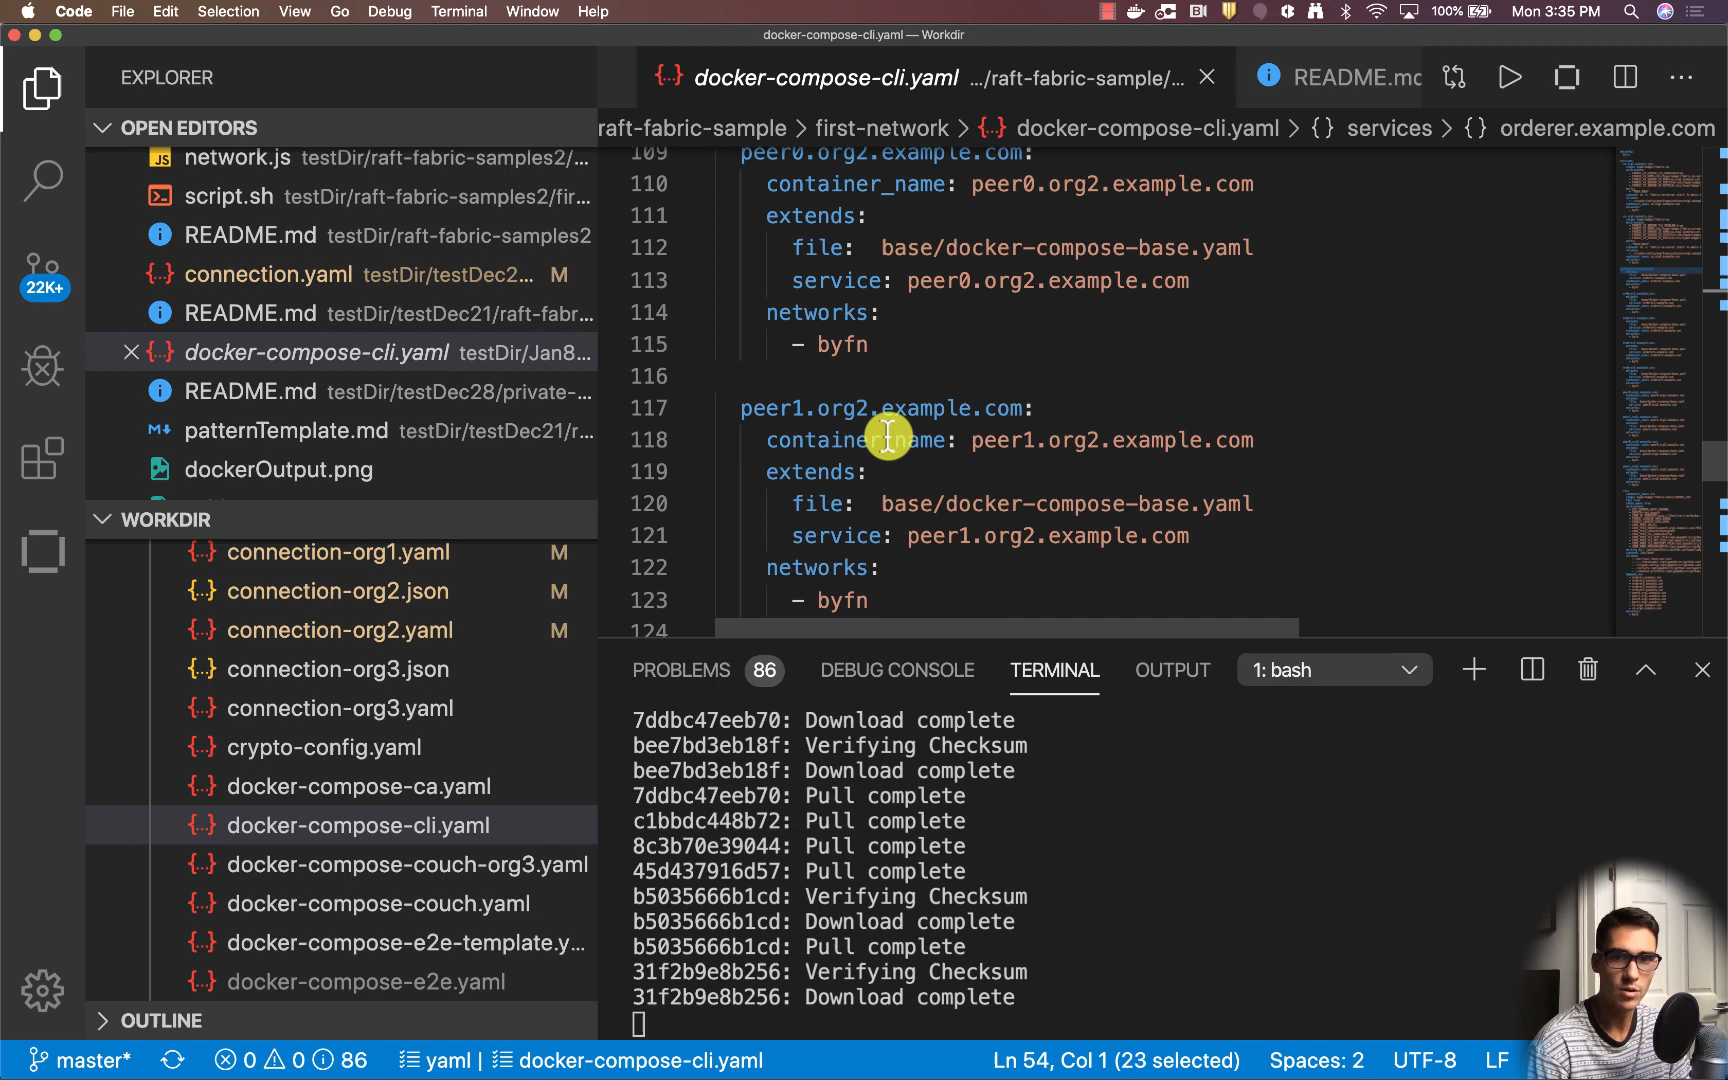 Code File Edit Selection View Go Debug Terminal Window Help 100% Mon 3:35 PM
docker-compose-cli.yaml — Workdir
EXPLORER
docker-compose-cli.yaml .../raft-fabric-sample/...
README.md
OPEN EDITORS
raft-fabric-sample > first-network > {..} docker-compose-cli.yaml > {} services > {} orderer.example.com
network.js testDir/raft-fabric-samples2/...
script.sh testDir/raft-fabric-samples2/fir...
README.md testDir/raft-fabric-samples2
connection.yaml testDir/testDec2... M
README.md testDir/testDec21/raft-fabr...
docker-compose-cli.yaml testDir/Jan8...
README.md testDir/testDec28/private-...
patternTemplate.md testDir/testDec21/r...
dockerOutput.png
22K+
WORKDIR
connection-org1.yaml M
connection-org2.json M
connection-org2.yaml M
connection-org3.json
connection-org3.yaml
crypto-config.yaml
docker-compose-ca.yaml
docker-compose-cli.yaml
docker-compose-couch-org3.yaml
docker-compose-couch.yaml
docker-compose-e2e-template.y...
docker-compose-e2e.yaml
OUTLINE
109 peer0.org2.example.com:
110 container_name: peer0.org2.example.com
111 extends:
112 file: base/docker-compose-base.yaml
113 service: peer0.org2.example.com
114 networks:
115 - byfn
116
117 peer1.org2.example.com:
118 container_name: peer1.org2.example.com
119 extends:
120 file: base/docker-compose-base.yaml
121 service: peer1.org2.example.com
122 networks:
123 - byfn
124
PROBLEMS 86 DEBUG CONSOLE TERMINAL OUTPUT 1: bash
7ddbc47eeb70: Download complete
bee7bd3eb18f: Verifying Checksum
bee7bd3eb18f: Download complete
7ddbc47eeb70: Pull complete
c1bbdc448b72: Pull complete
8c3b70e39044: Pull complete
45d437916d57: Pull complete
b5035666b1cd: Verifying Checksum
b5035666b1cd: Download complete
b5035666b1cd: Pull complete
31f2b9e8b256: Verifying Checksum
31f2b9e8b256: Download complete
master* 0 0 86 yaml | docker-compose-cli.yaml Ln 54, Col 1 (23 selected) Spaces: 2 UTF-8 LF